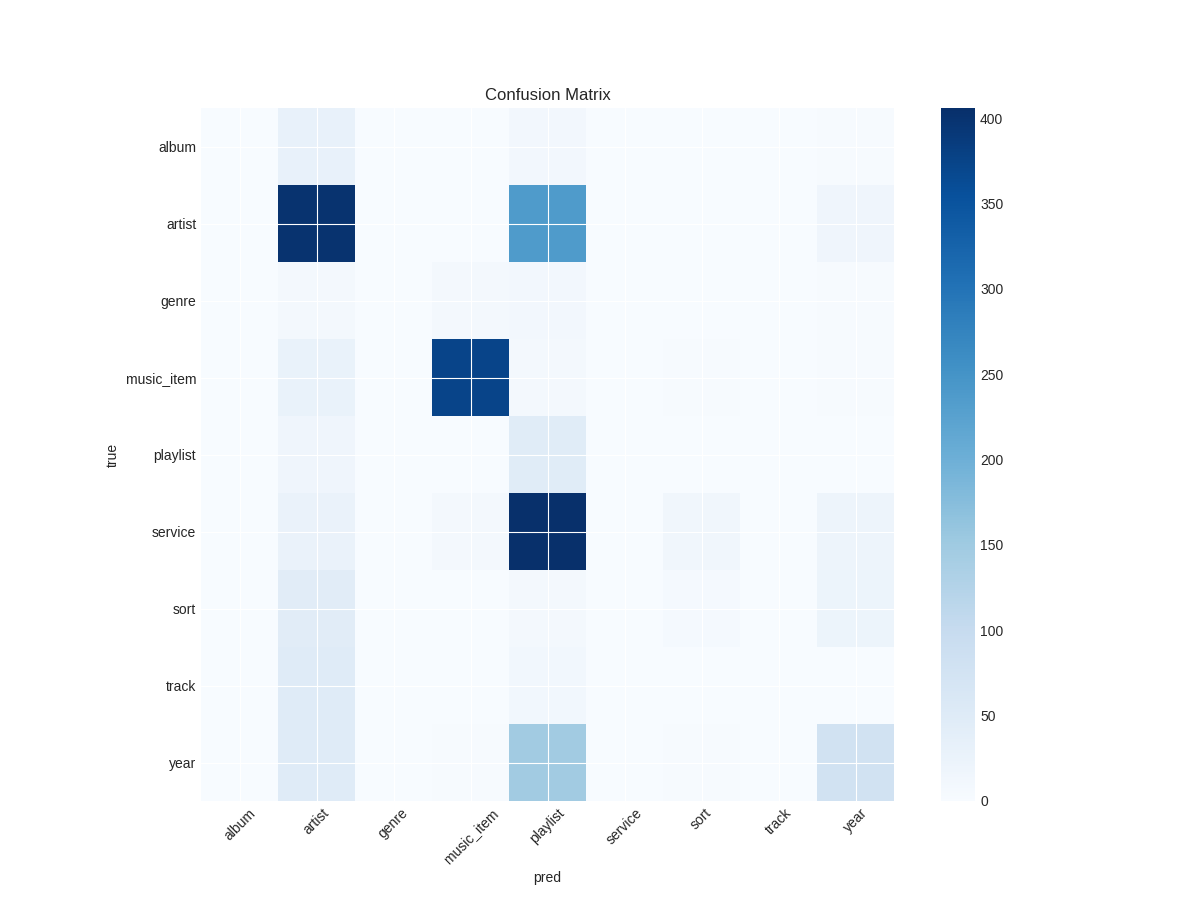 Confusion Matrix
album
artist
genre
music_item
playlist
service
sort
track
year
true
album
artist
genre
music_item
playlist
service
sort
track
year
pred
400
350
300
250
200
150
100
50
0